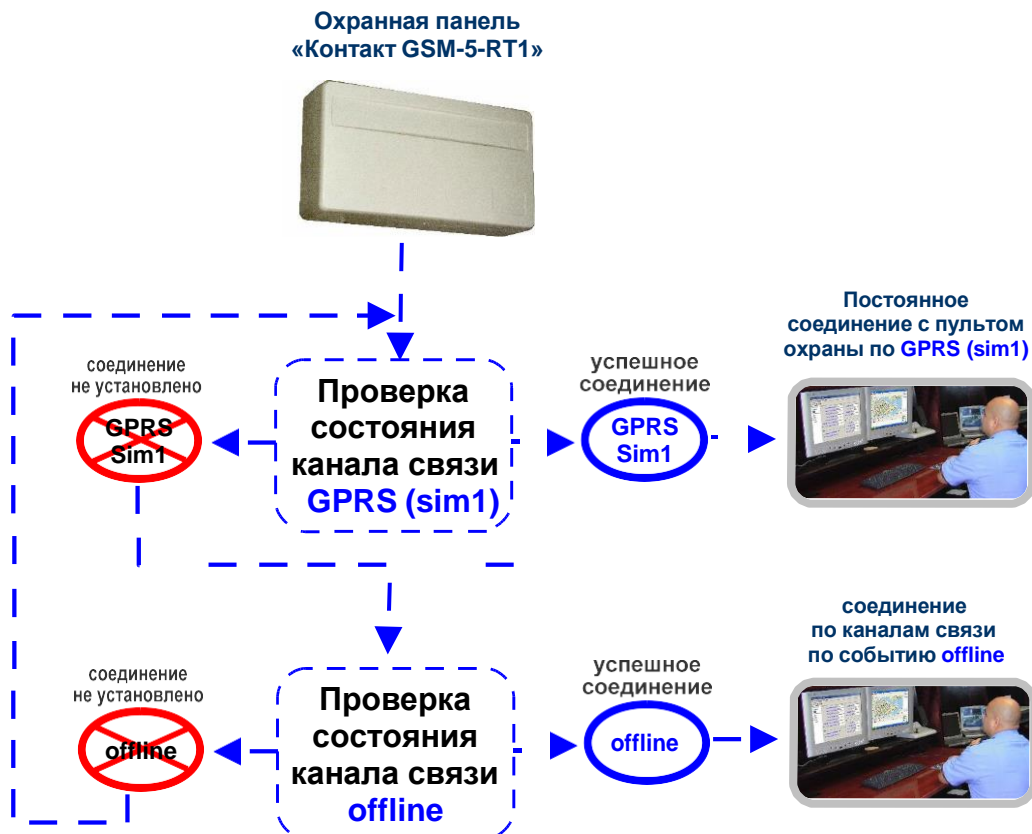 Охранная панель
«Контакт GSM-5-RT1»
Постоянное
соединение с пультом
охраны по GPRS (sim1)
соединение
не установлено
GPRS
Sim1
Проверка
состояния
канала связи
GPRS (sim1)
успешное
соединение
GPRS
Sim1
соединение
по каналам связи
по событию offline
соединение
не установлено
offline
Проверка
состояния
канала связи
offline
успешное
соединение
offline